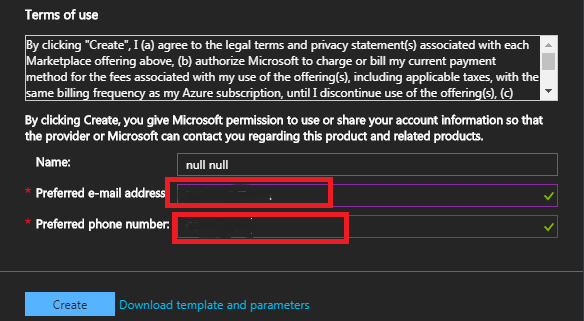 Terms of use
By clicking "Create", I (a) agree to the legal terms and privacy statement(s) associated with each
Marketplace offering above, (b) authorize Microsoft to charge or bill my current payment
method for the fees associated with my use of the offering(s), including applicable taxes, with the
same billing frequency as my Azure subscription, until I discontinue use of the offering(s), (c)
By clicking Create, you give Microsoft permission to use or share your account information so that
the provider or Microsoft can contact you regarding this product and related products.
Name: null null
* Preferred e-mail address:
* Preferred phone number:
Create Download template and parameters